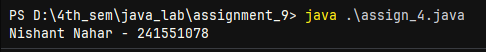 PS D:\4th_sem\java_lab\assignment_9> java .\assign_4.java
Nishant Nahar - 241551078